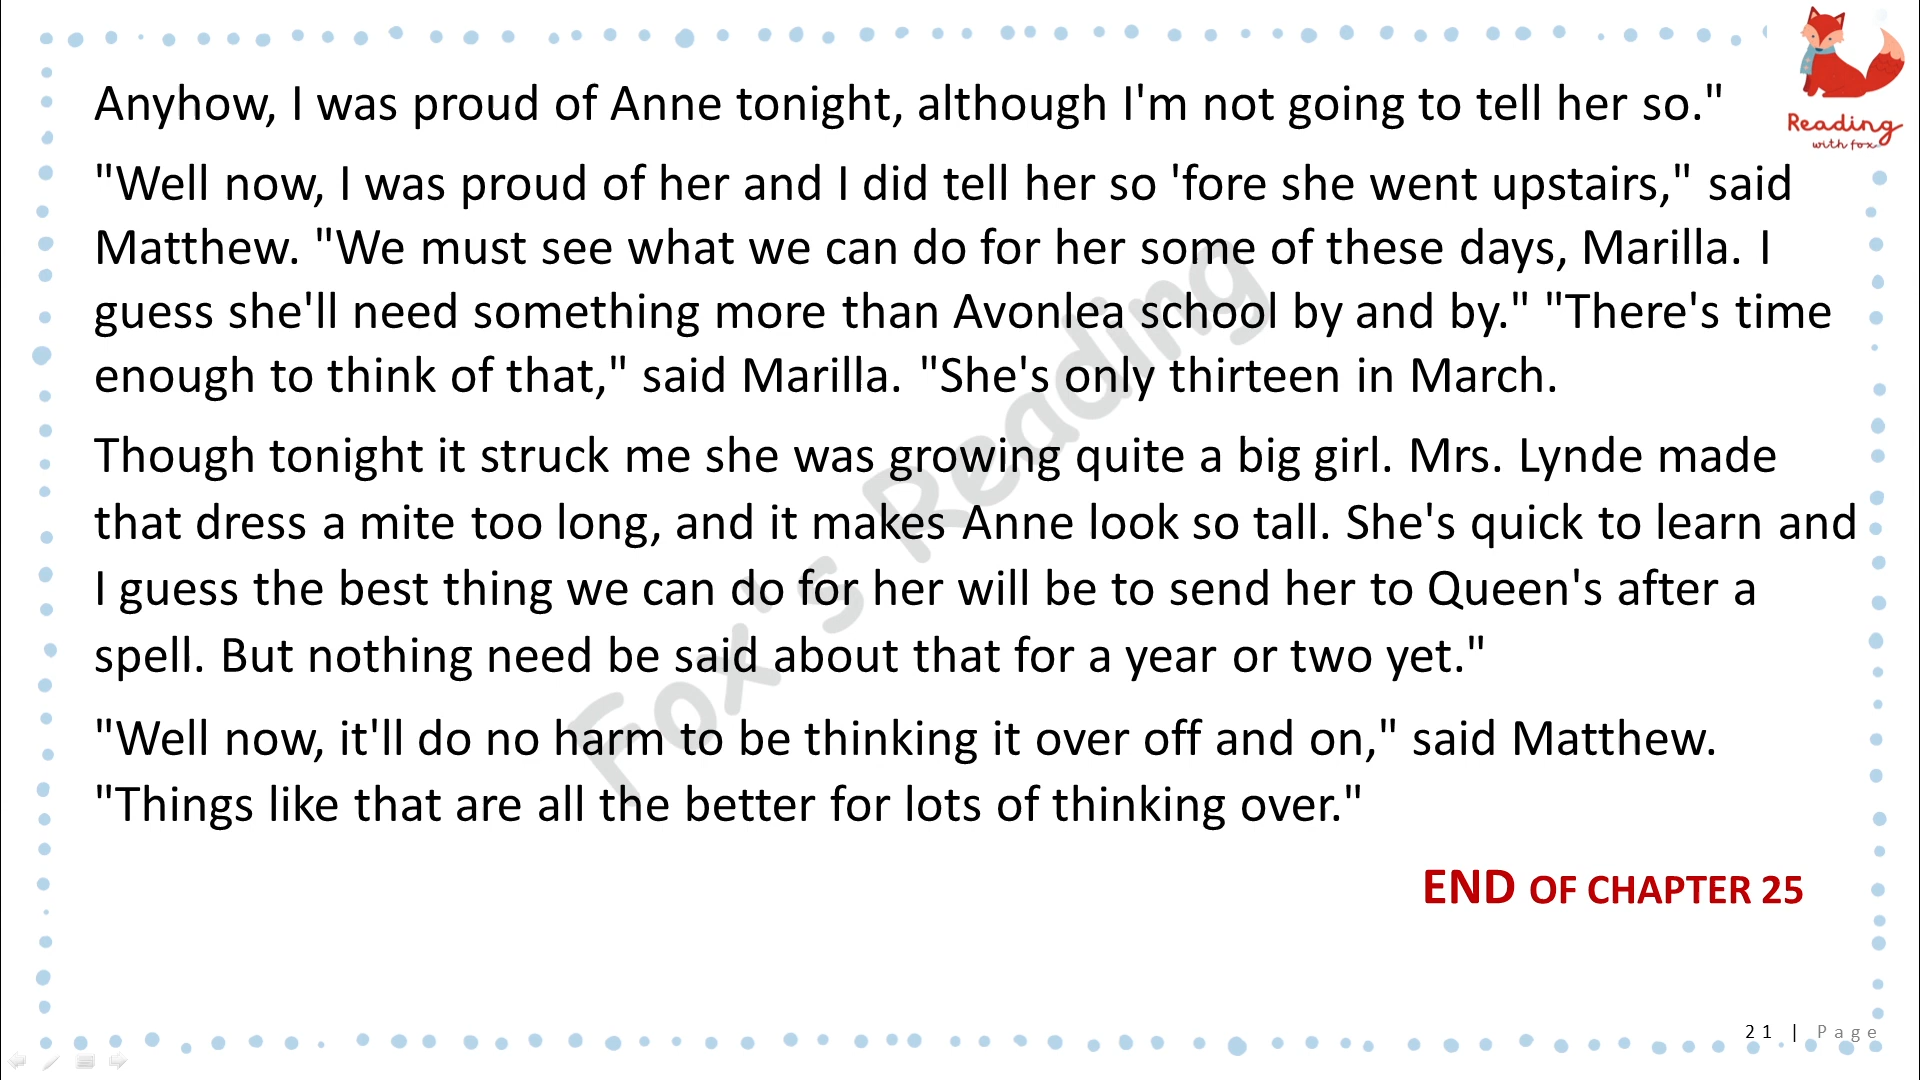 Anyhow, I was proud of Anne tonight, although I'm not going to tell her so."
Reading
with fox
"Well now, I was proud of her and I did tell her so 'fore she went upstairs," said
Matthew. "We must see what we can do for her some of these days, Marilla. I
guess she'll need something more than Avonlea school by and by." "There's time
enough to think of that," said Marilla. "She's only thirteen in March.
Though tonight it struck me she was growing quite a big girl. Mrs. Lynde made
that dress a mite too long, and it makes Anne look so tall. She's quick to learn and
I guess the best thing we can do for her will be to send her to Queen's after a
spell. But nothing need be said about that for a year or two yet."
"Well now, it'll do no harm to be thinking it over off and on," said Matthew.
"Things like that are all the better for lots of thinking over."
Fox's Reading
END OF CHAPTER 25
21 | Page